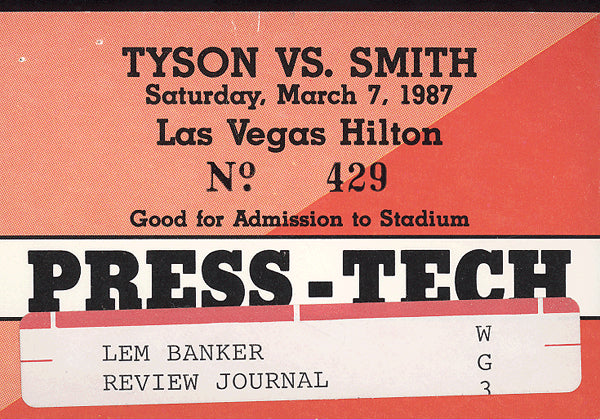 TYSON VS. SMITH
Saturday, March 7, 1987
Las Vegas Hilton
Nº 429
Good for Admission to Stadium
PRESS-TECH
LEM BANKER
REVIEW JOURNAL
W
G
3